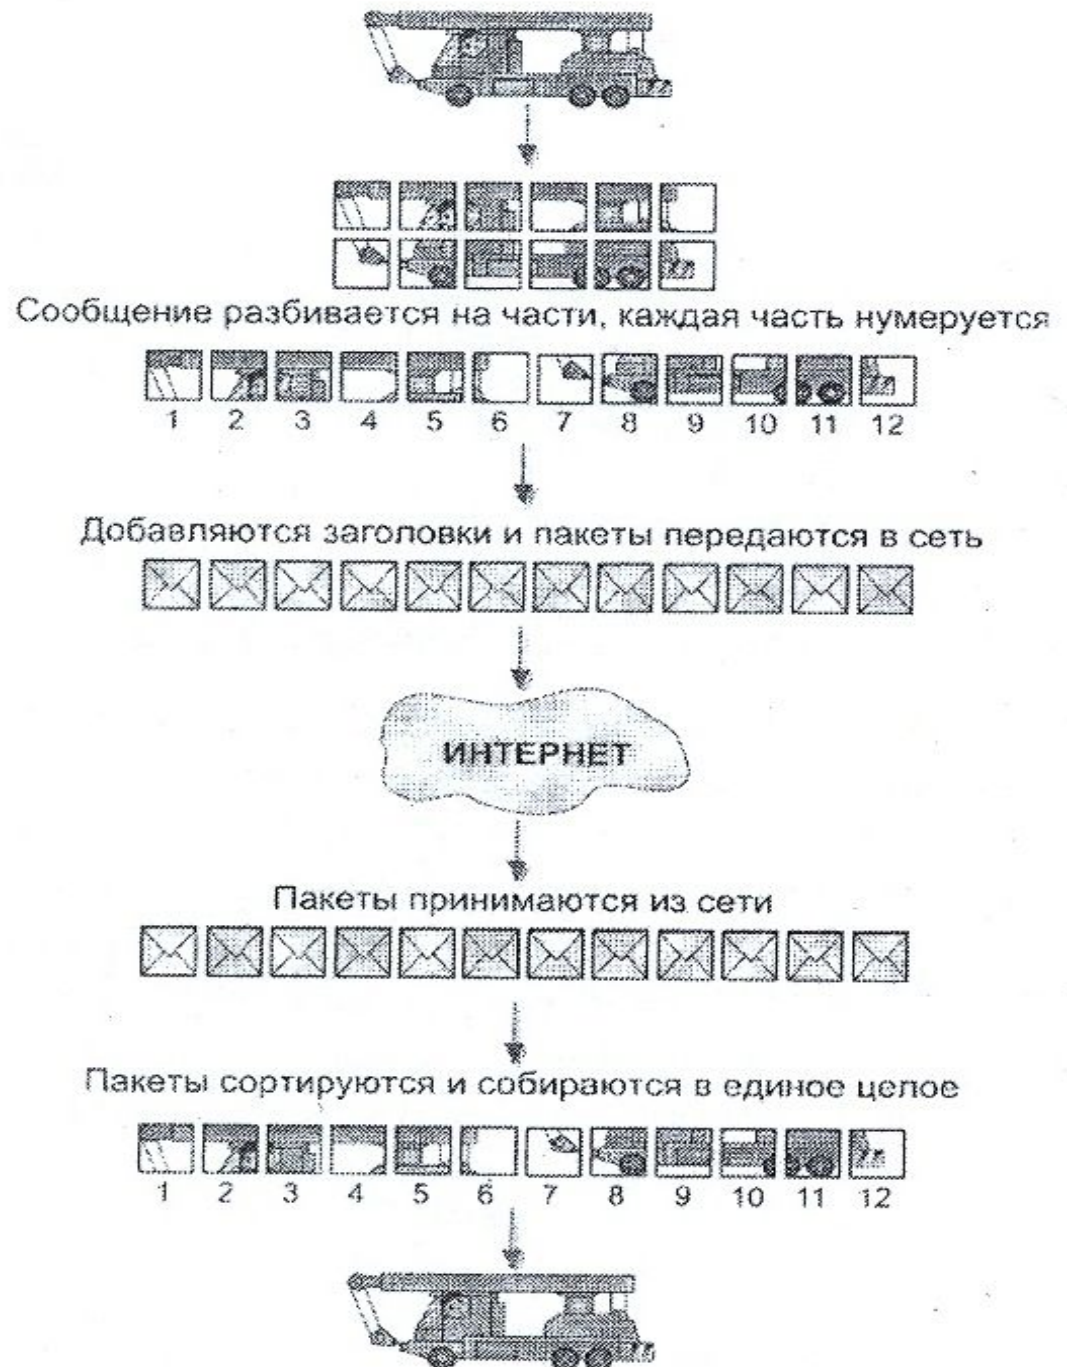 Сообщение разбивается на части, каждая часть нумеруется
1 2 3 4 5 6 7 8 9 10 11 12
Добавляются заголовки и пакеты передаются в сеть
ИНТЕРНЕТ
Пакеты принимаются из сети
Пакеты сортируются и собираются в единое целое
1 2 3 4 5 6 7 8 9 10 11 12